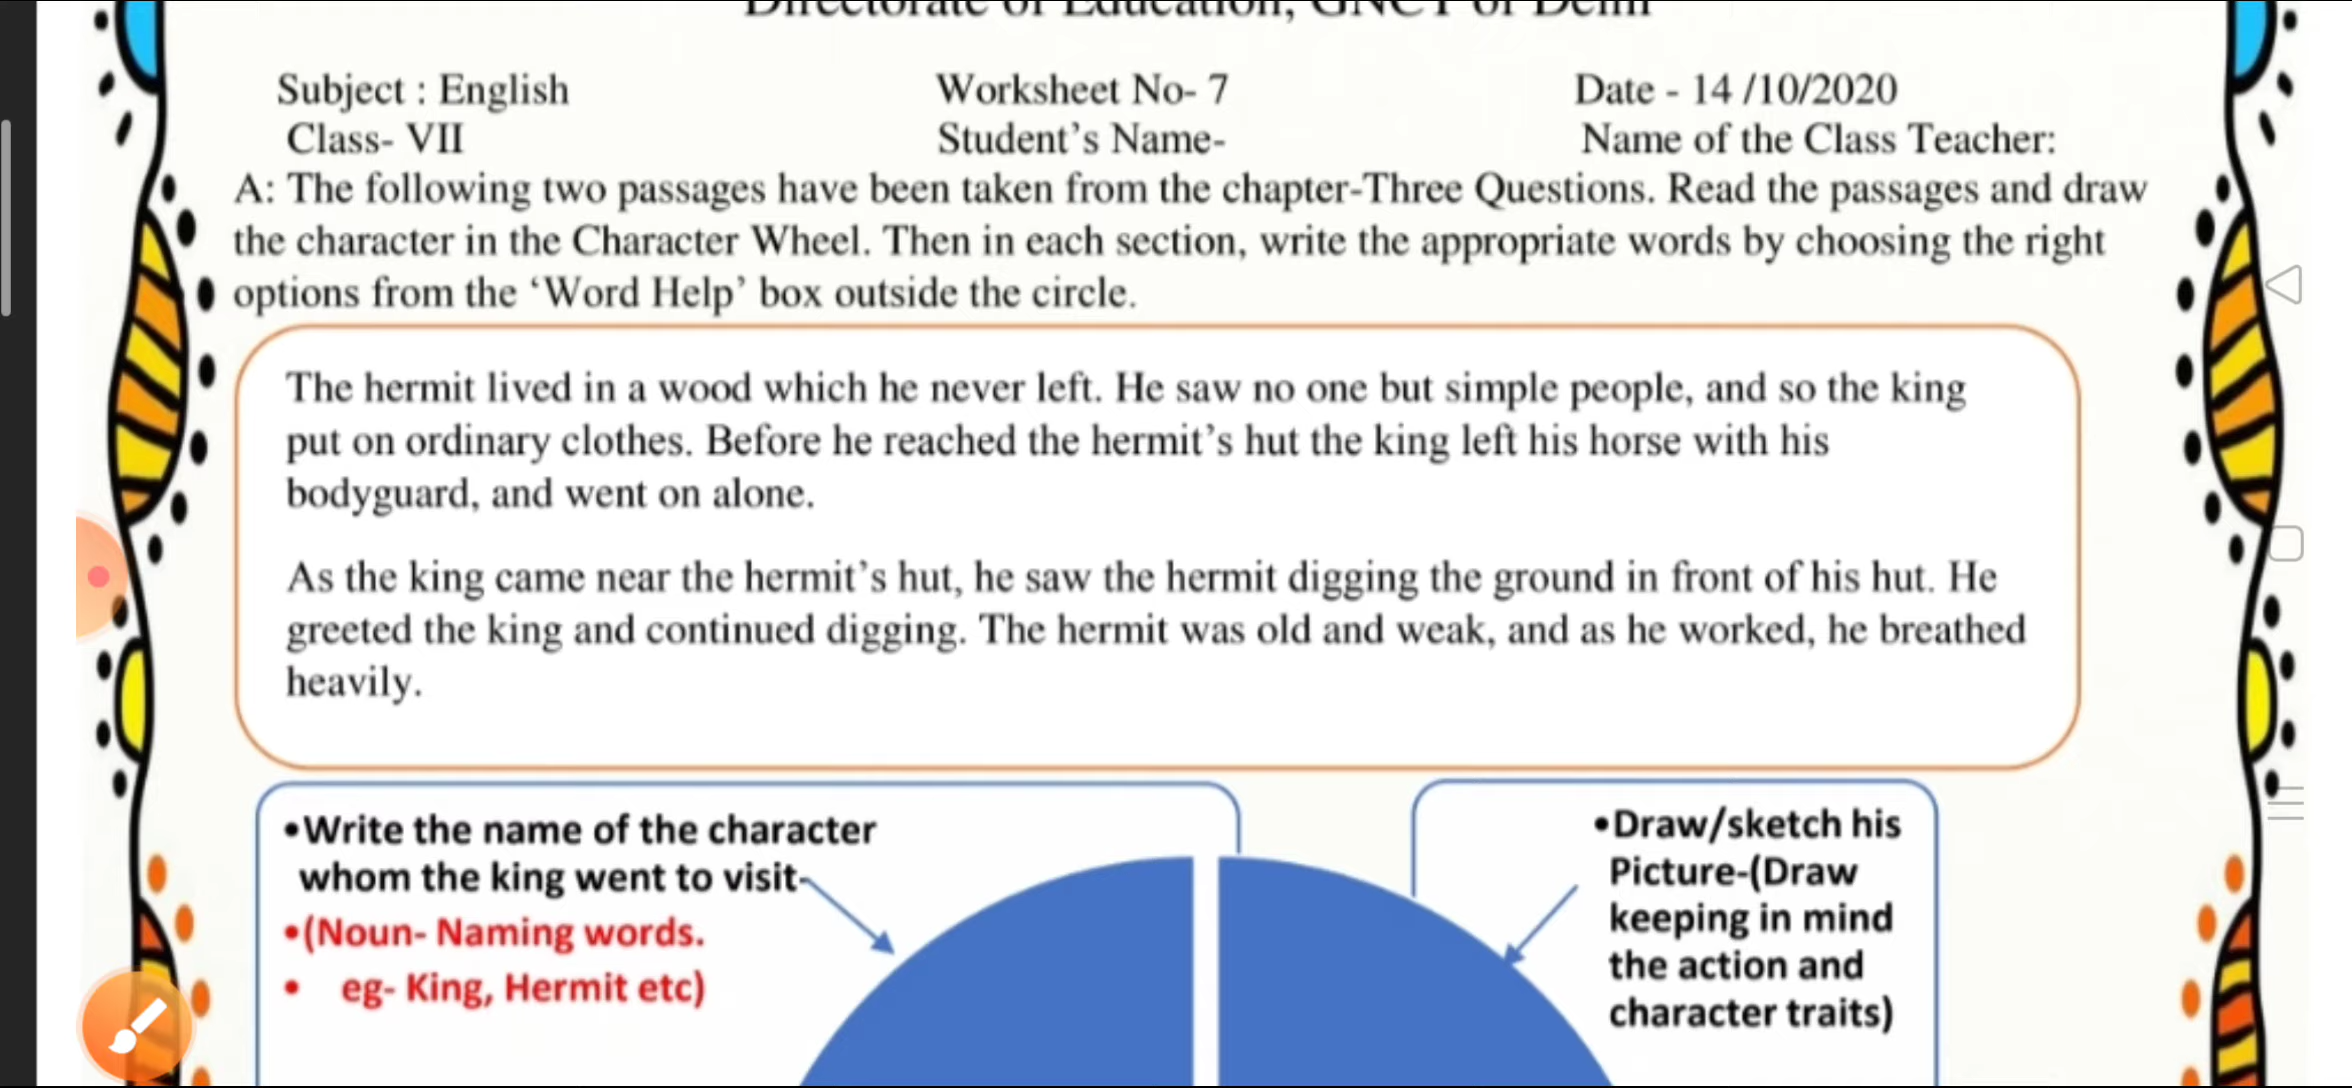 Directorate of Education, GNCT of Delhi
Subject : English Worksheet No- 7 Date - 14 /10/2020
Class- VII Student’s Name- Name of the Class Teacher:
A: The following two passages have been taken from the chapter-Three Questions. Read the passages and draw
the character in the Character Wheel. Then in each section, write the appropriate words by choosing the right
options from the ‘Word Help’ box outside the circle.
The hermit lived in a wood which he never left. He saw no one but simple people, and so the king
put on ordinary clothes. Before he reached the hermit’s hut the king left his horse with his
bodyguard, and went on alone.
As the king came near the hermit’s hut, he saw the hermit digging the ground in front of his hut. He
greeted the king and continued digging. The hermit was old and weak, and as he worked, he breathed
heavily.
•Write the name of the character
whom the king went to visit-
•(Noun- Naming words.
• eg- King, Hermit etc)
•Draw/sketch his
Picture-(Draw
keeping in mind
the action and
character traits)